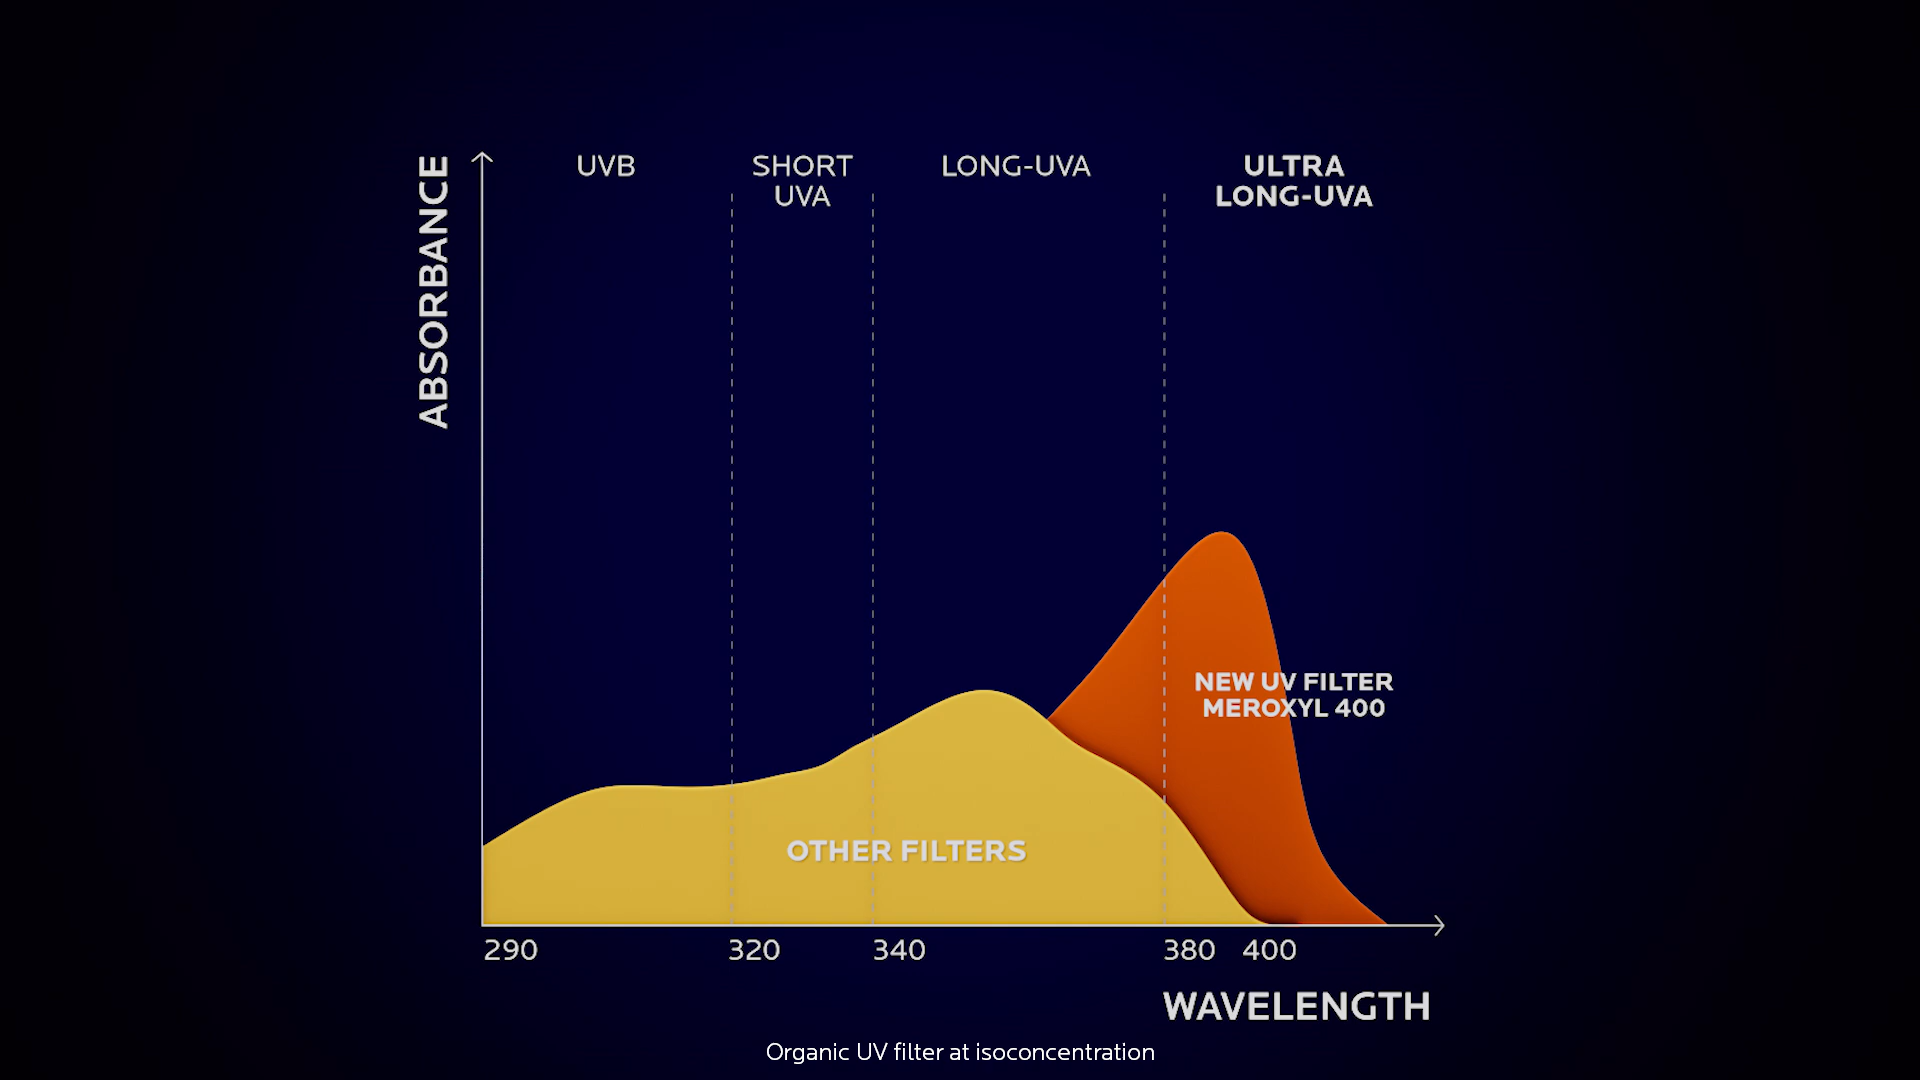 ABSORBANCE
UVB
SHORT
UVA
LONG-UVA
ULTRA
LONG-UVA
NEW UV FILTER
MEROXYL 400
OTHER FILTERS
290 320 340 380 400
WAVELENGTH
Organic UV filter at isoconcentration